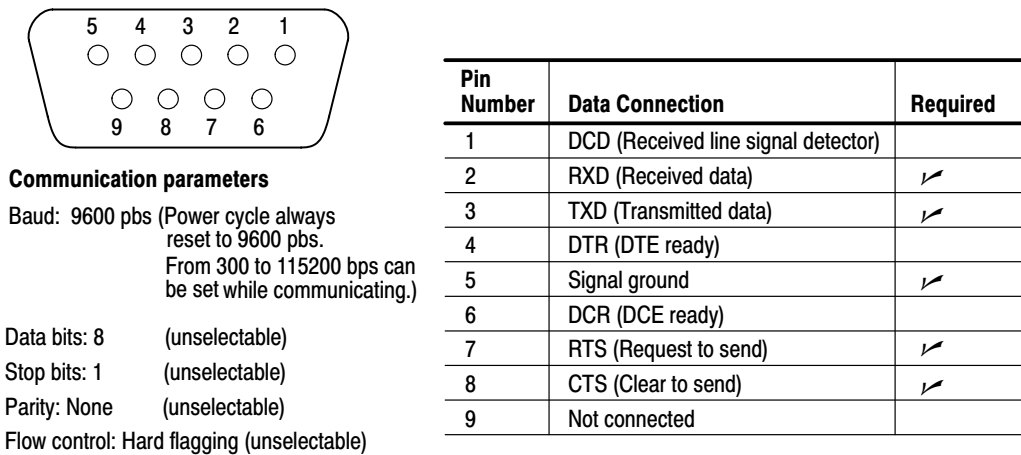 5 4 3 2 1
9 8 7 6
Communication parameters
Baud: 9600 pbs (Power cycle always
reset to 9600 pbs.
From 300 to 115200 bps can
be set while communicating.)
Data bits: 8 (unselectable)
Stop bits: 1 (unselectable)
Parity: None (unselectable)
Flow control: Hard flagging (unselectable)
Pin
Number Data Connection Required
1 DCD (Received line signal detector)
2 RXD (Received data) ✓
3 TXD (Transmitted data) ✓
4 DTR (DTE ready)
5 Signal ground ✓
6 DCR (DCE ready)
7 RTS (Request to send) ✓
8 CTS (Clear to send) ✓
9 Not connected